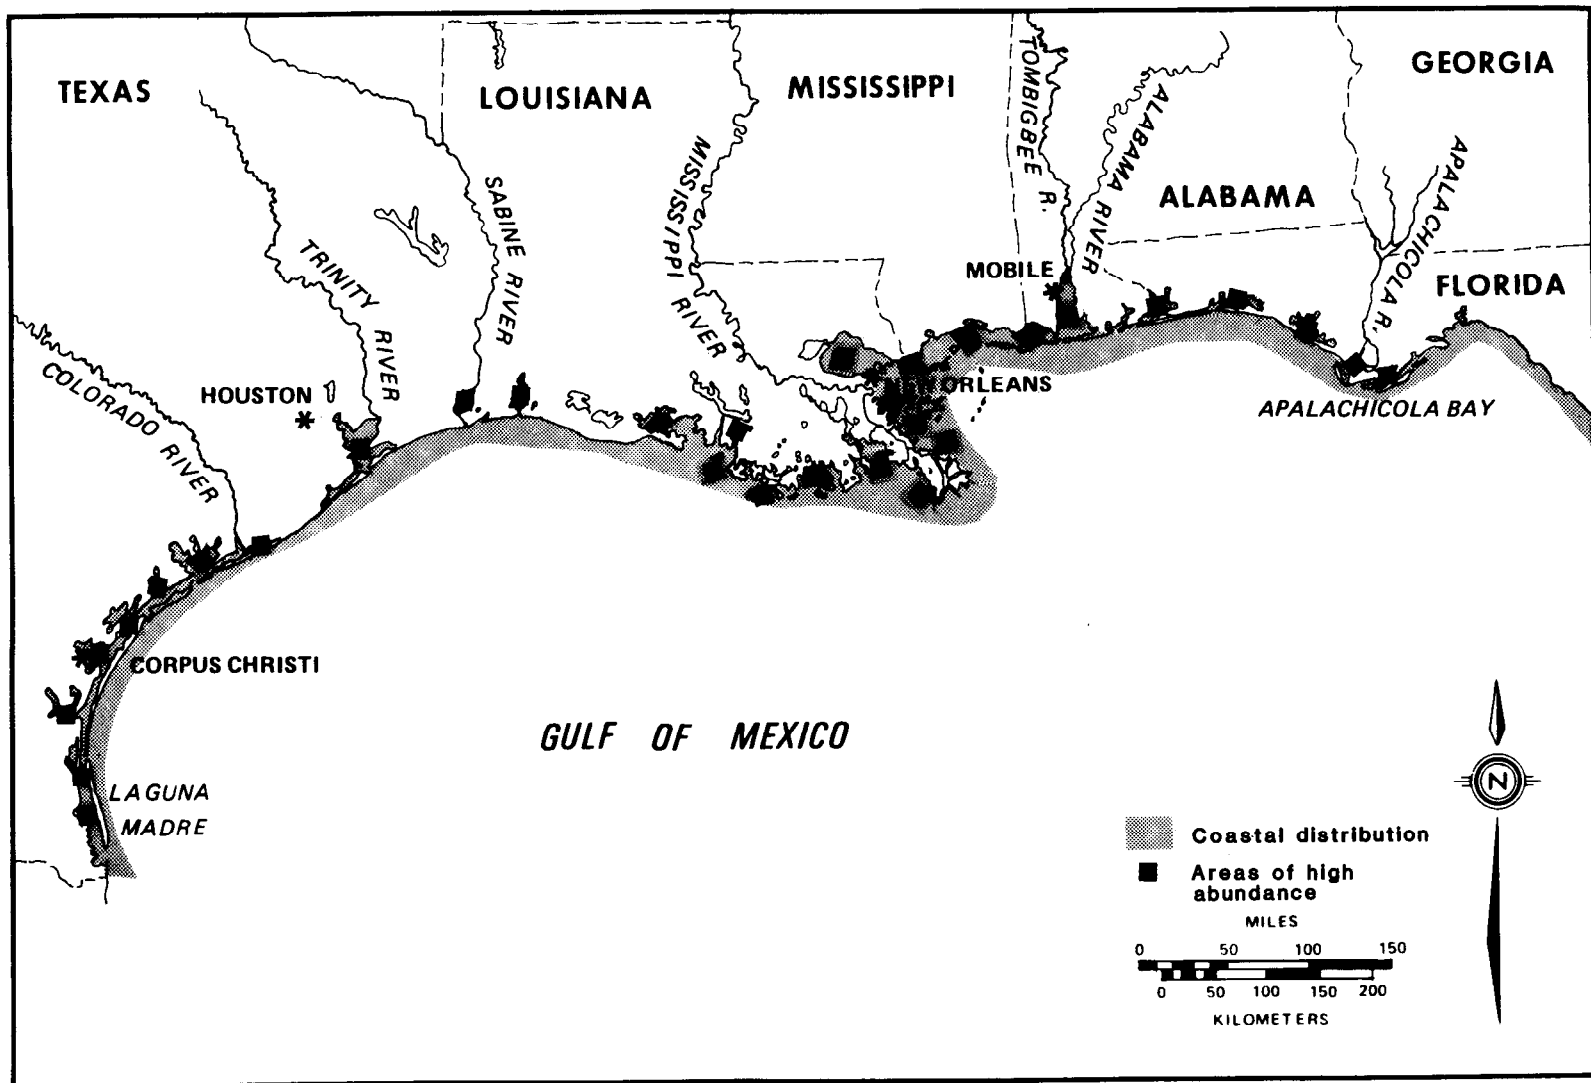 TEXAS
LOUISIANA
MISSISSIPPI
GEORGIA
ALABAMA
FLORIDA
TOMBIGBEE R.
ALABAMA RIVER
APALACHICOLA R.
MISSISSIPPI RIVER
SABINE RIVER
TRINITY RIVER
COLORADO RIVER
MOBILE
HOUSTON
NEW ORLEANS
APALACHICOLA BAY
CORPUS CHRISTI
GULF OF MEXICO
LAGUNA
MADRE
N
Coastal distribution
Areas of high
abundance
MILES
0 50 100 150
0 50 100 150 200
KILOMETERS